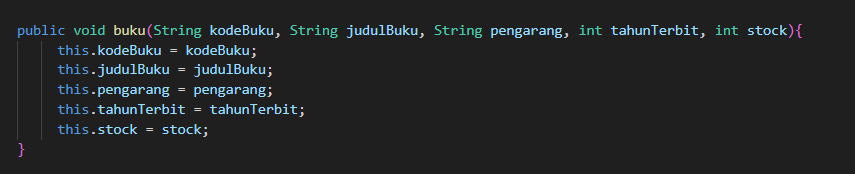 public void buku(String kodeBuku, String judulBuku, String pengarang, int tahunTerbit, int stock){
this.kodeBuku = kodeBuku;
this.judulBuku = judulBuku;
this.pengarang = pengarang;
this.tahunTerbit = tahunTerbit;
this.stock = stock;
}